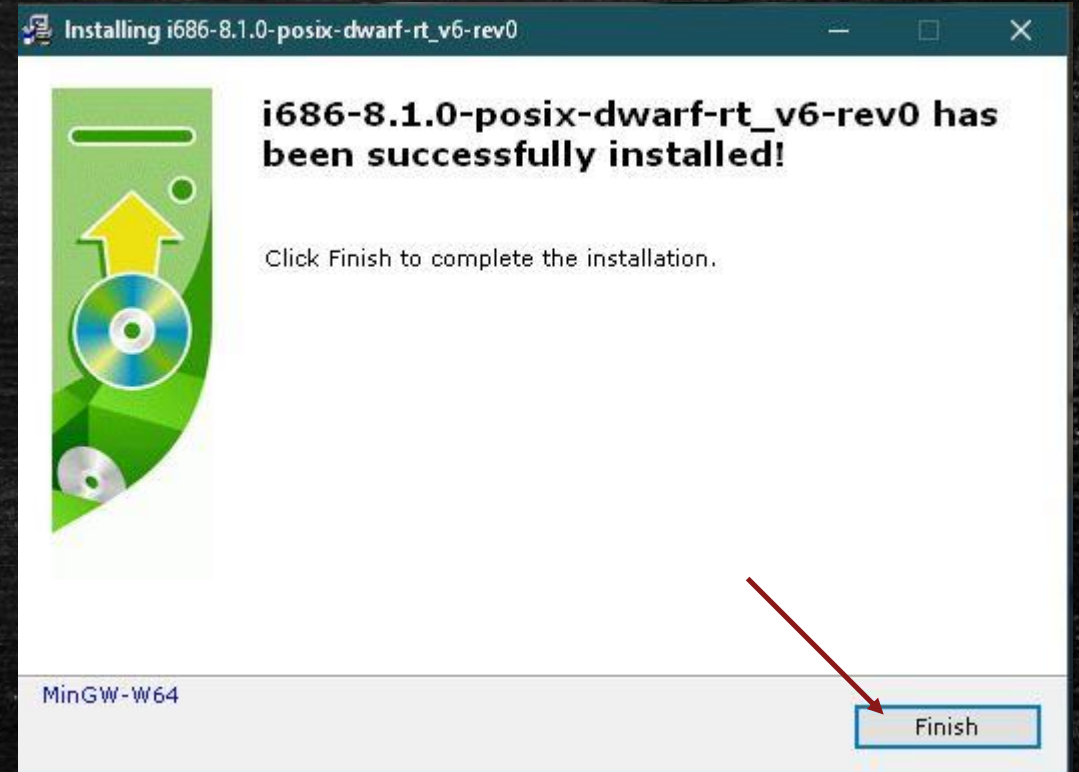 Installing i686-8.1.0-posix-dwarf-rt_v6-rev0
i686-8.1.0-posix-dwarf-rt_v6-rev0 has
been successfully installed!
Click Finish to complete the installation.
MinGW-W64
Finish